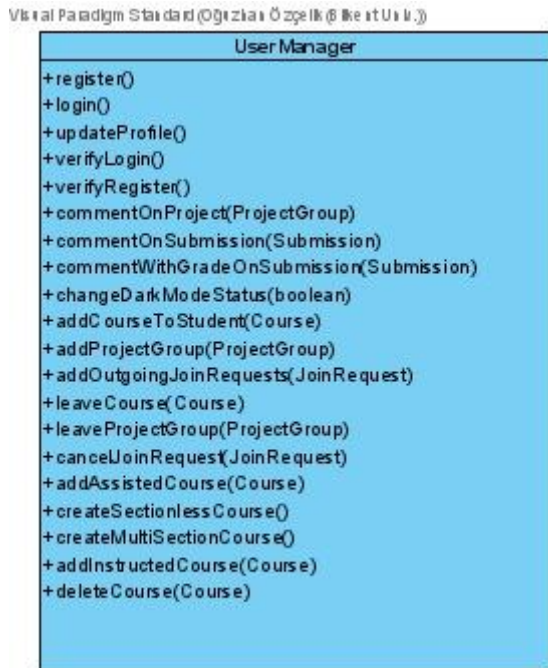 Visual Paradigm Standard (Oğuzhan Özçelik (Bilkent Univ.))
User Manager
+register()
+login()
+updateProfile()
+verifyLogin()
+verifyRegister()
+commentOnProject(ProjectGroup)
+commentOnSubmission(Submission)
+commentWithGradeOnSubmission(Submission)
+changeDarkModeStatus(boolean)
+addCourseToStudent(Course)
+addProjectGroup(ProjectGroup)
+addOutgoingJoinRequests(JoinRequest)
+leaveCourse(Course)
+leaveProjectGroup(ProjectGroup)
+cancelJoinRequest(JoinRequest)
+addAssistedCourse(Course)
+createSectionlessCourse()
+createMultiSectionCourse()
+addInstructedCourse(Course)
+deleteCourse(Course)